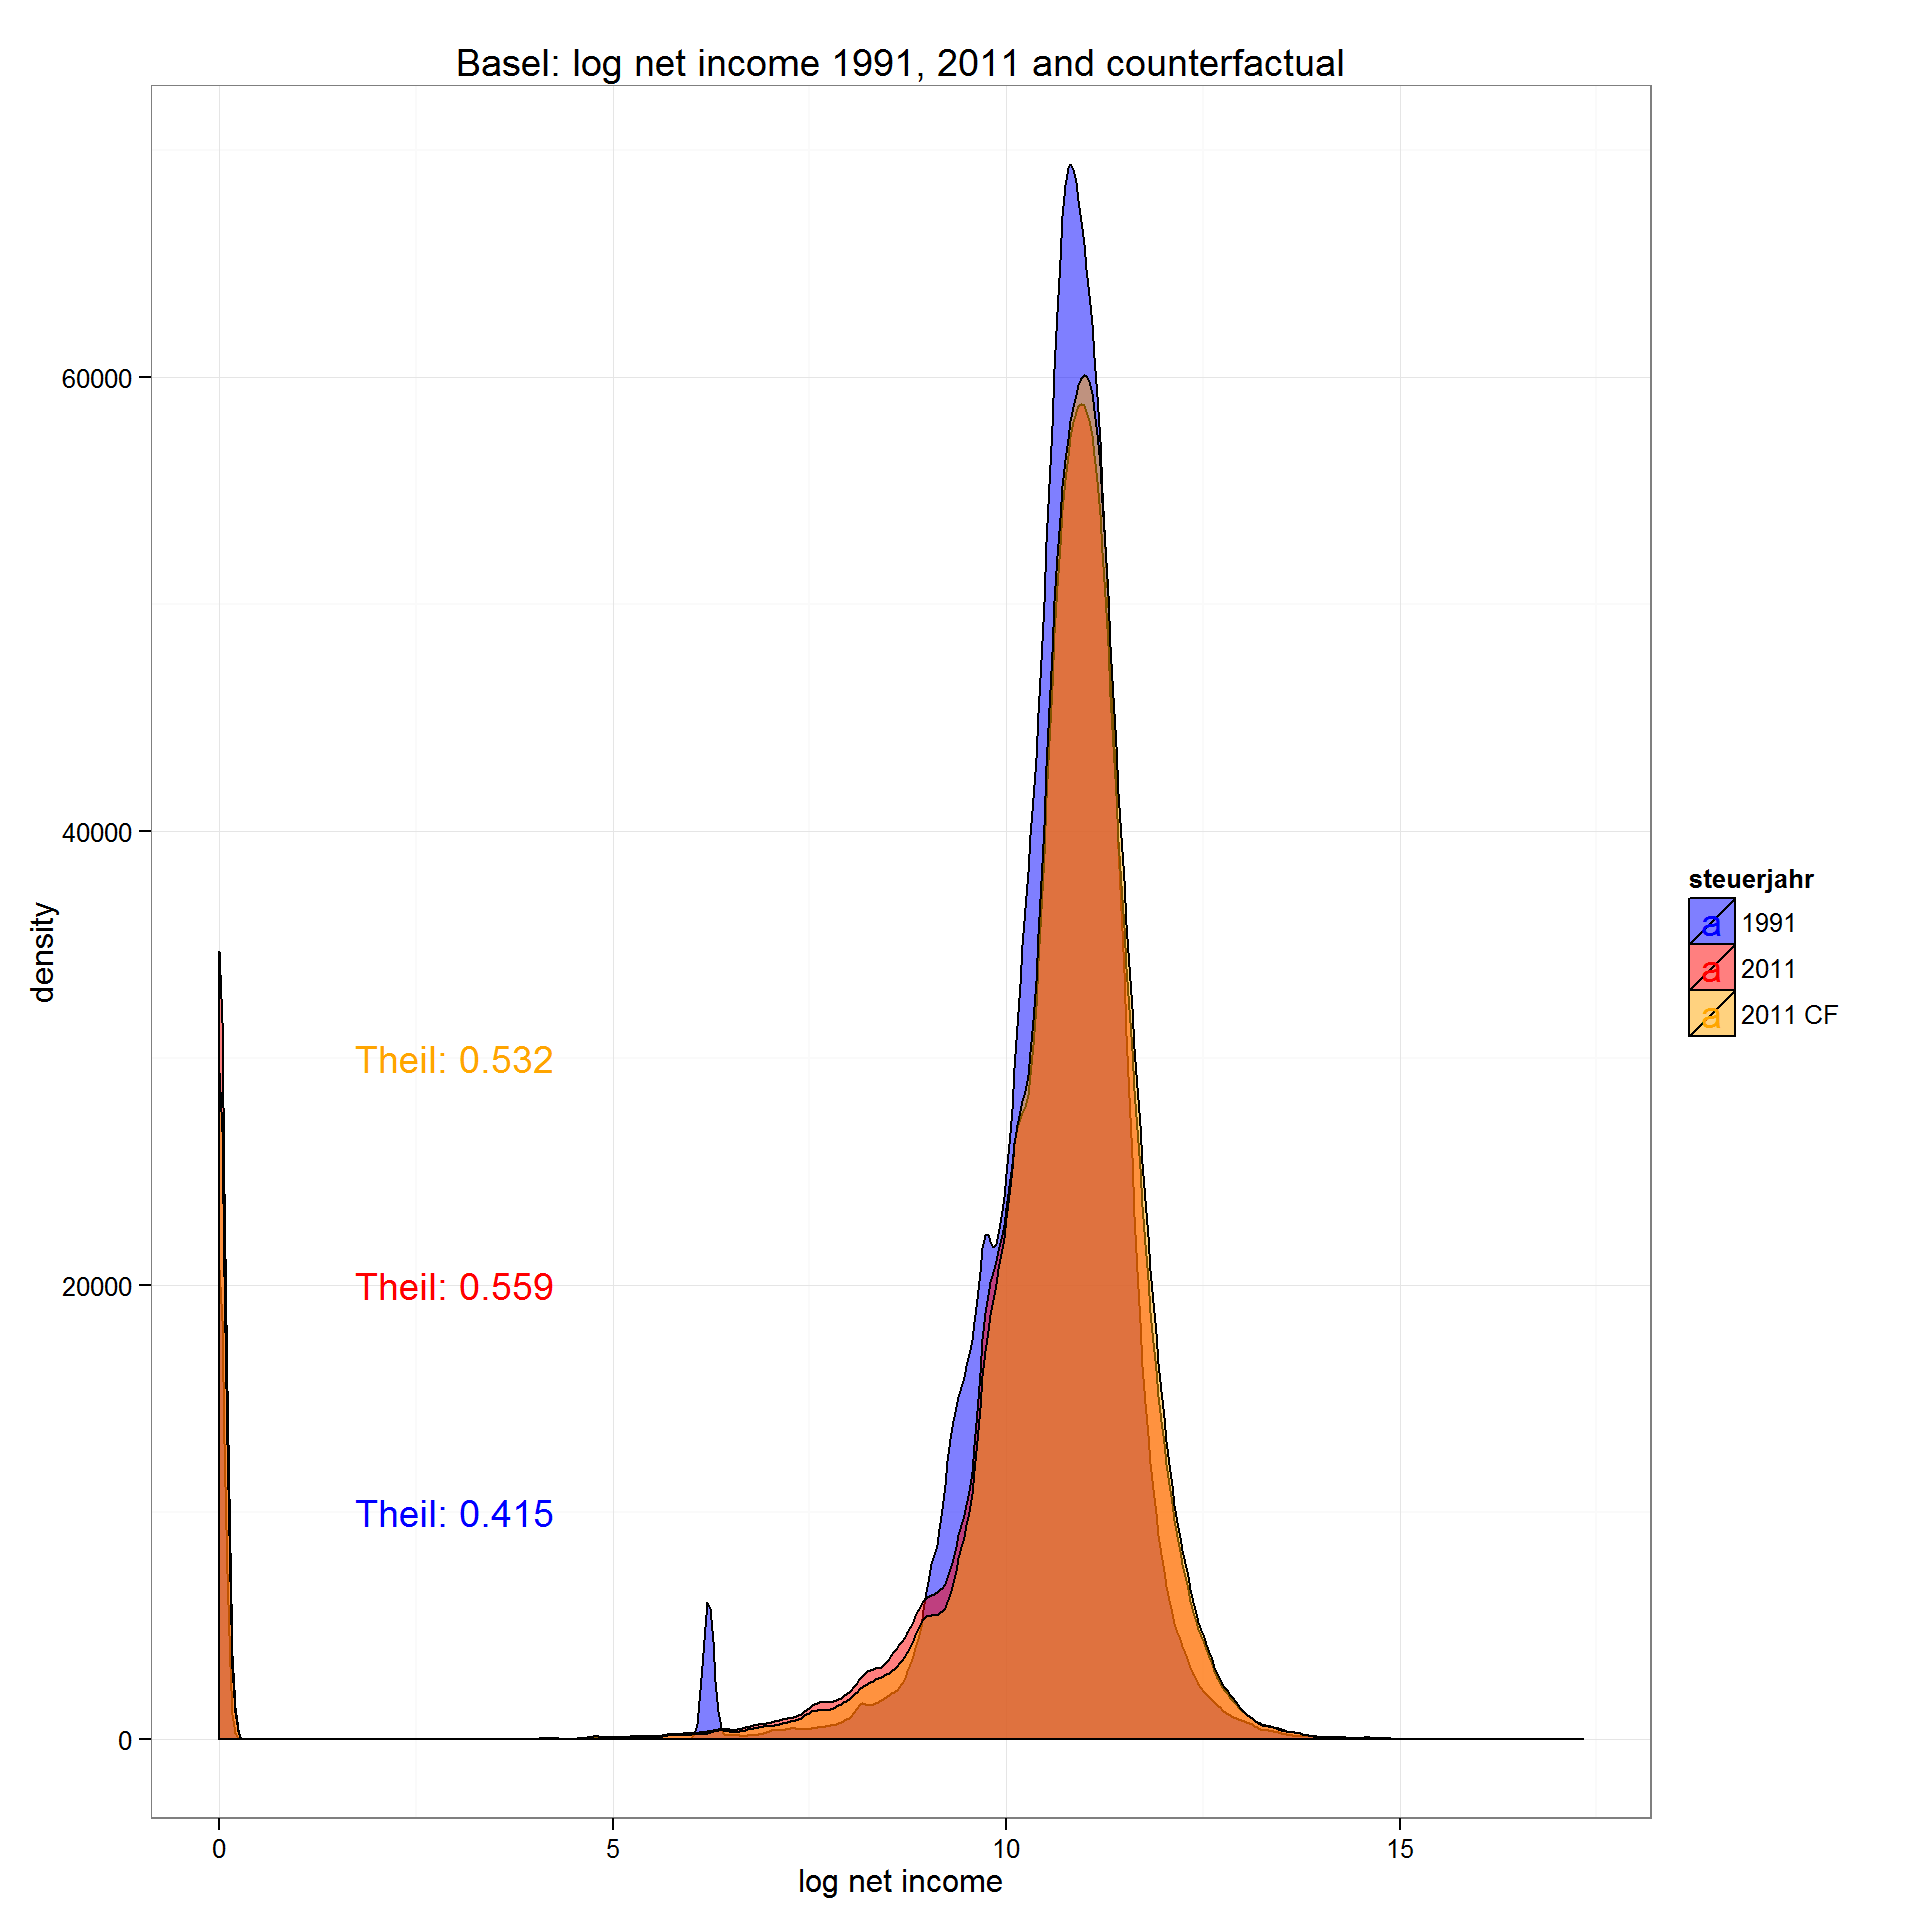 Basel: log net income 1991, 2011 and counterfactual
density
60000
40000
20000
0
Theil: 0.532
Theil: 0.559
Theil: 0.415
0
5
10
15
log net income
steuerjahr
a 1991
a 2011
a 2011 CF